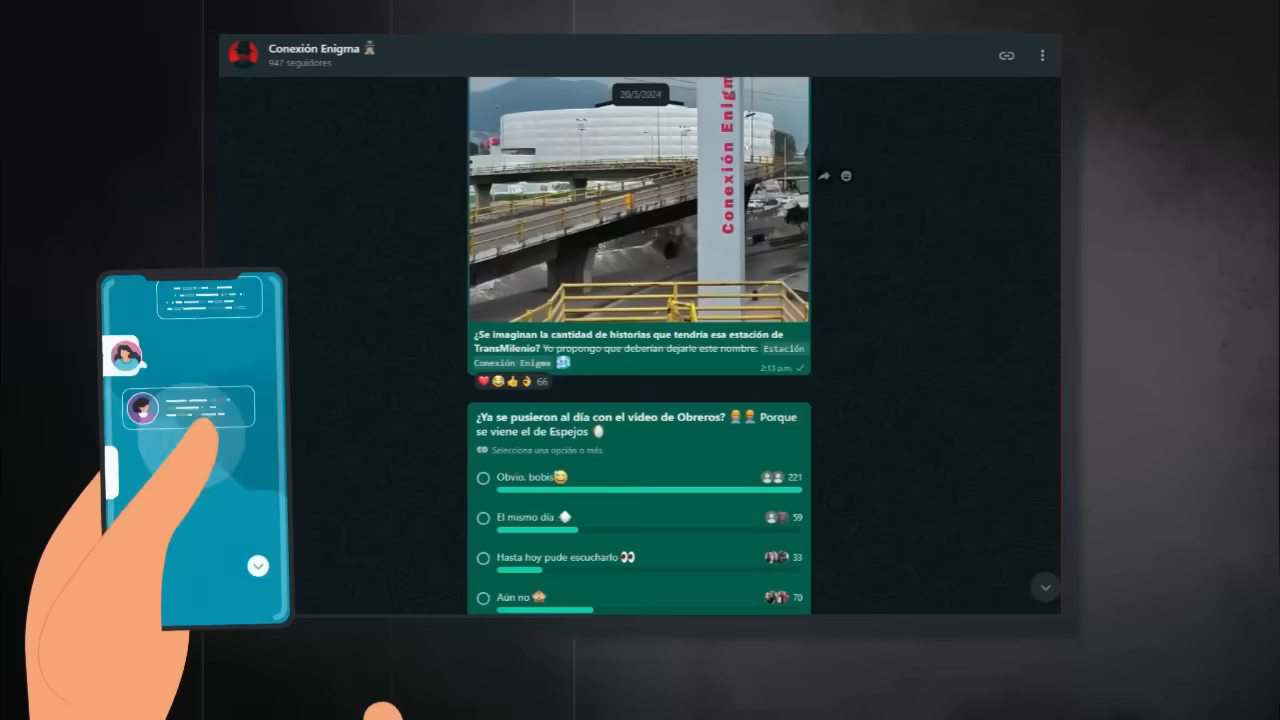 Conexión Enigma
947 seguidores
20/5/2024
Conexión Enigm
¿Se imaginan la cantidad de historias que tendría esa estación de
TransMilenio? Yo propongo que deberían dejarle este nombre: Estación
Conexión Enigma
2:13 p.m.
66
¿Ya se pusieron al día con el vídeo de Obreros? Porque
se viene el de Espejos
Selecciona una opción o más.
Obvio, bobis 221
El mismo día 59
Hasta hoy pude escucharlo 33
Aún no 70